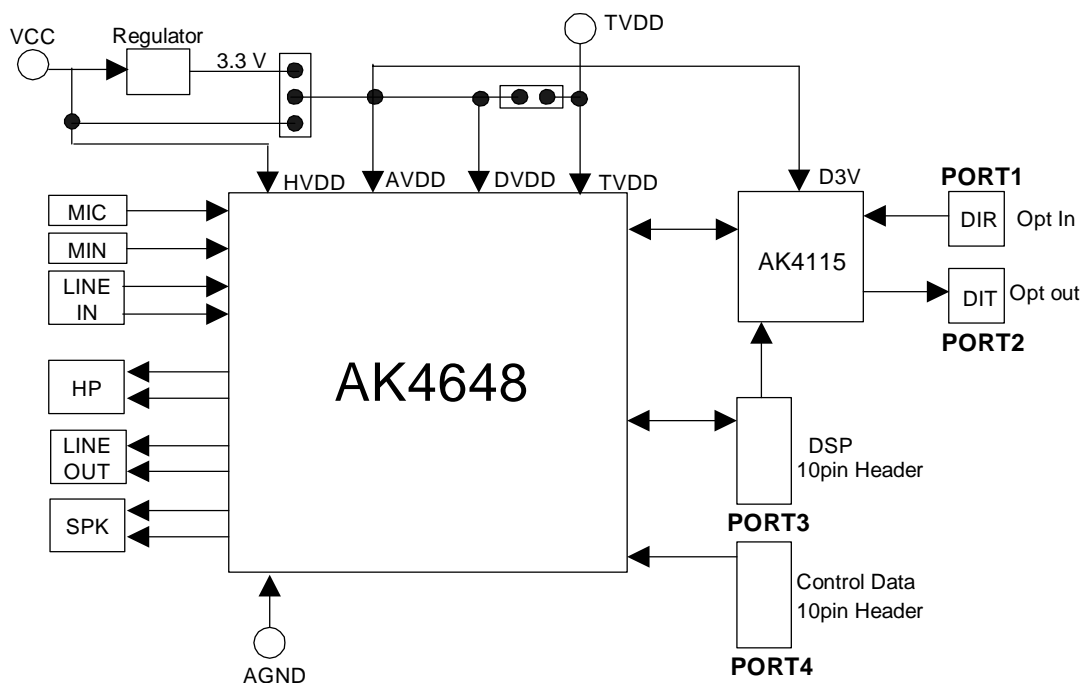 TVDD
VCC
Regulator
3.3 V
HVDD
AVDD
DVDD
TVDD
D3V
PORT1
MIC
DIR
Opt In
MIN
AK4115
LINE
IN
DIT
Opt out
PORT2
AK4648
HP
LINE
OUT
DSP
10pin Header
SPK
PORT3
Control Data
10pin Header
AGND
PORT4